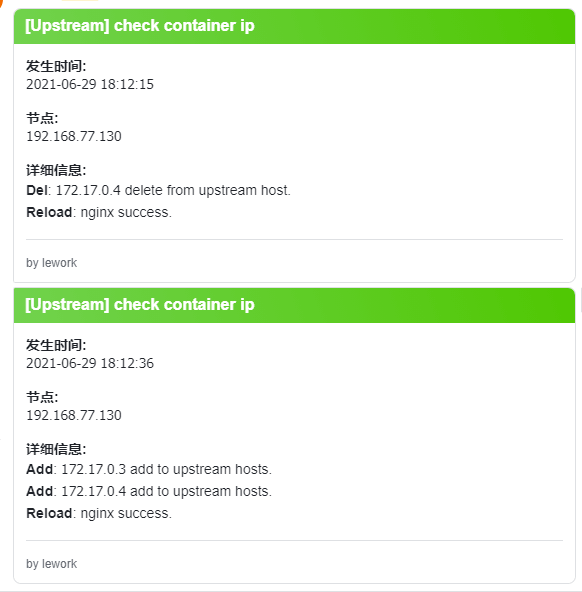 [Upstream] check container ip
发生时间:
2021-06-29 18:12:15
节点:
192.168.77.130
详细信息:
Del: 172.17.0.4 delete from upstream host.
Reload: nginx success.
by lework
[Upstream] check container ip
发生时间:
2021-06-29 18:12:36
节点:
192.168.77.130
详细信息:
Add: 172.17.0.3 add to upstream hosts.
Add: 172.17.0.4 add to upstream hosts.
Reload: nginx success.
by lework